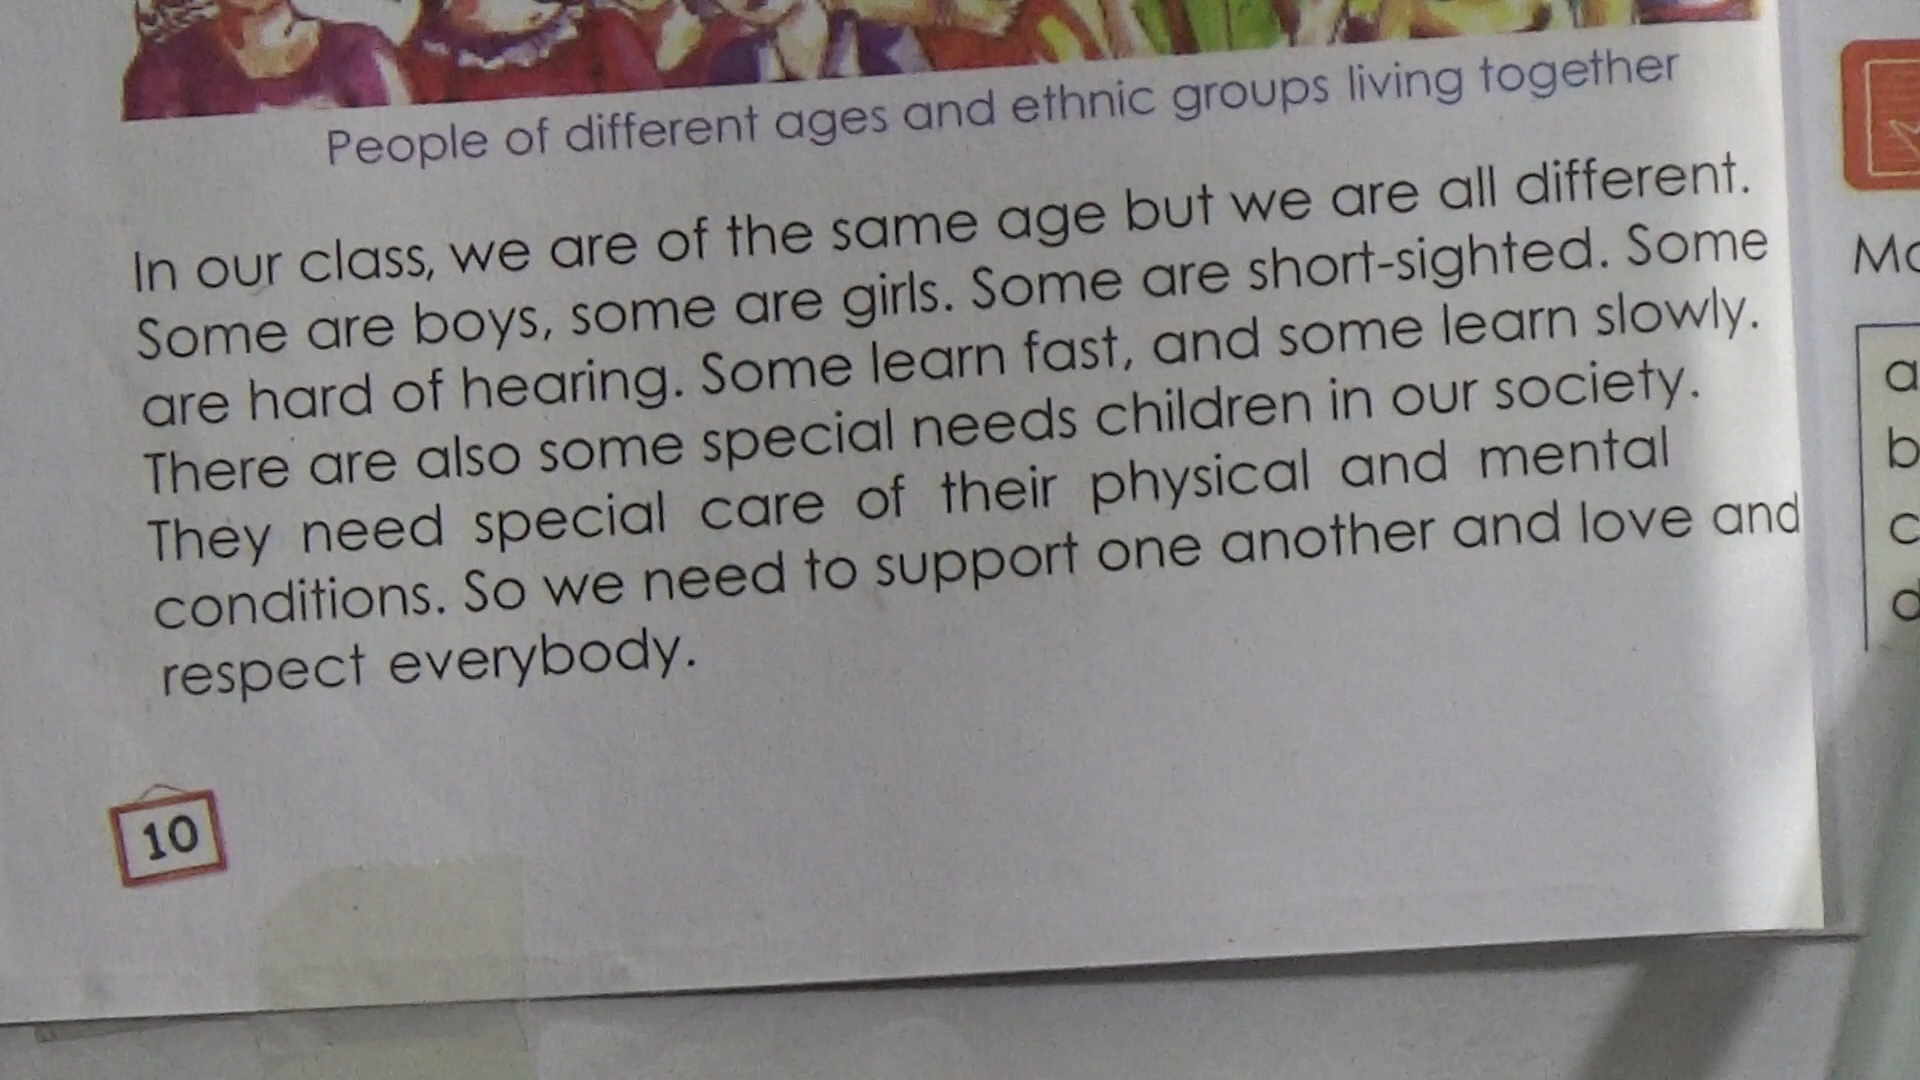 People of different ages and ethnic groups living together
In our class, we are of the same age but we are all different.
Some are boys, some are girls. Some are short-sighted. Some
are hard of hearing. Some learn fast, and some learn slowly.
There are also some special needs children in our society.
They need special care of their physical and mental
conditions. So we need to support one another and love and
respect everybody.
10
a
b
c
d